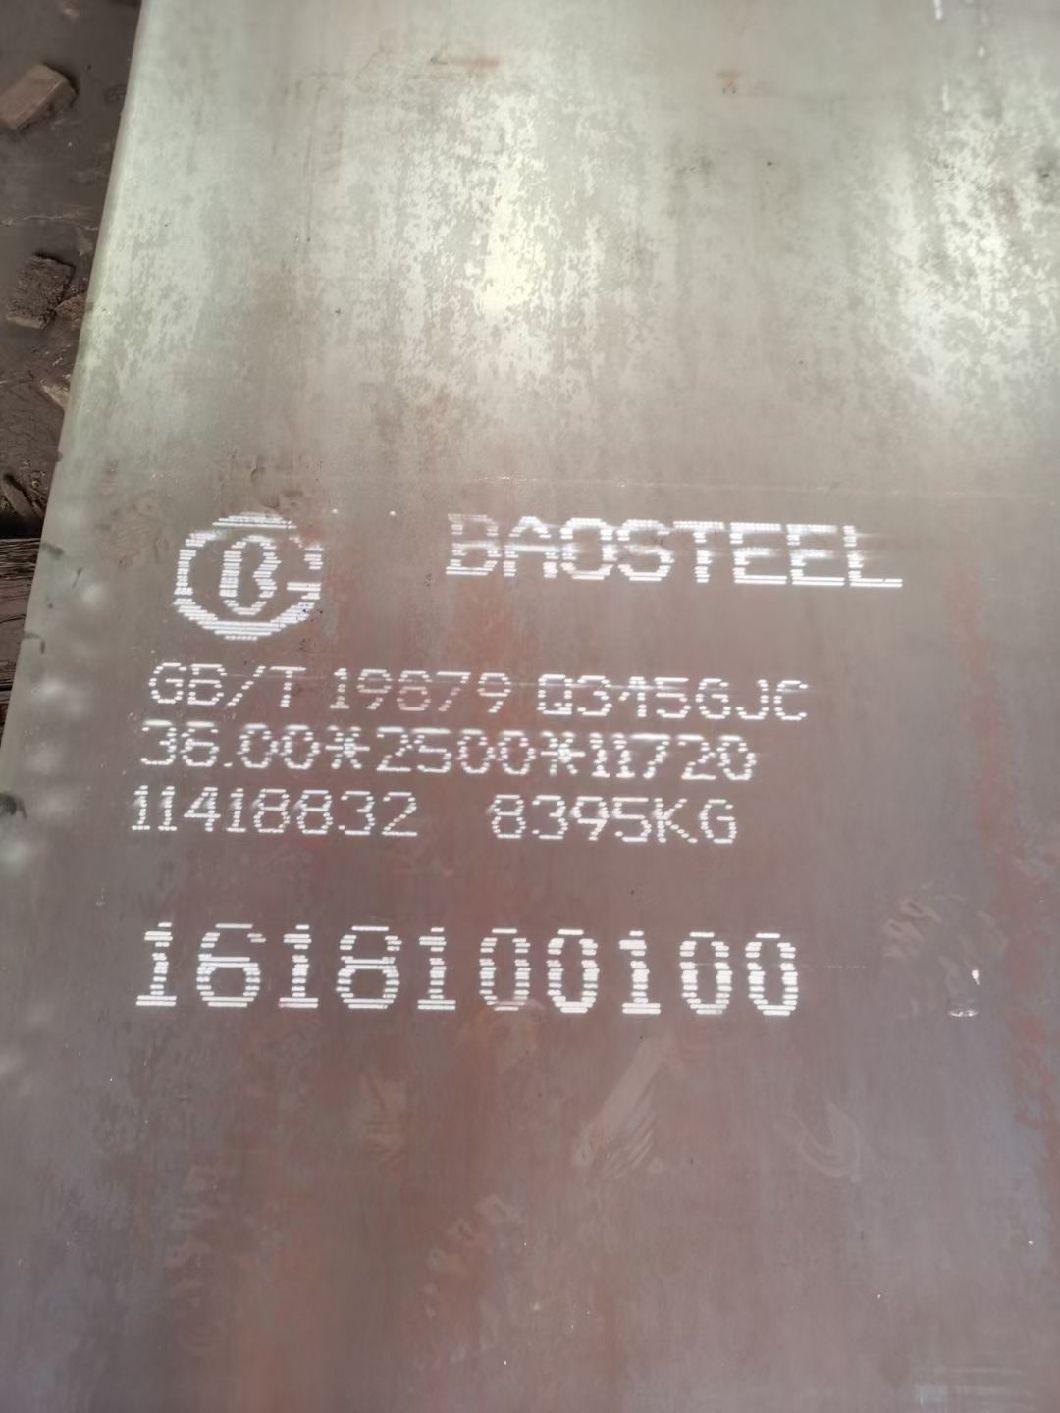 BAOSTEEL
GB/T 19879 Q345GJC
36.00*2500*11720
11418832 8395KG
1618100100